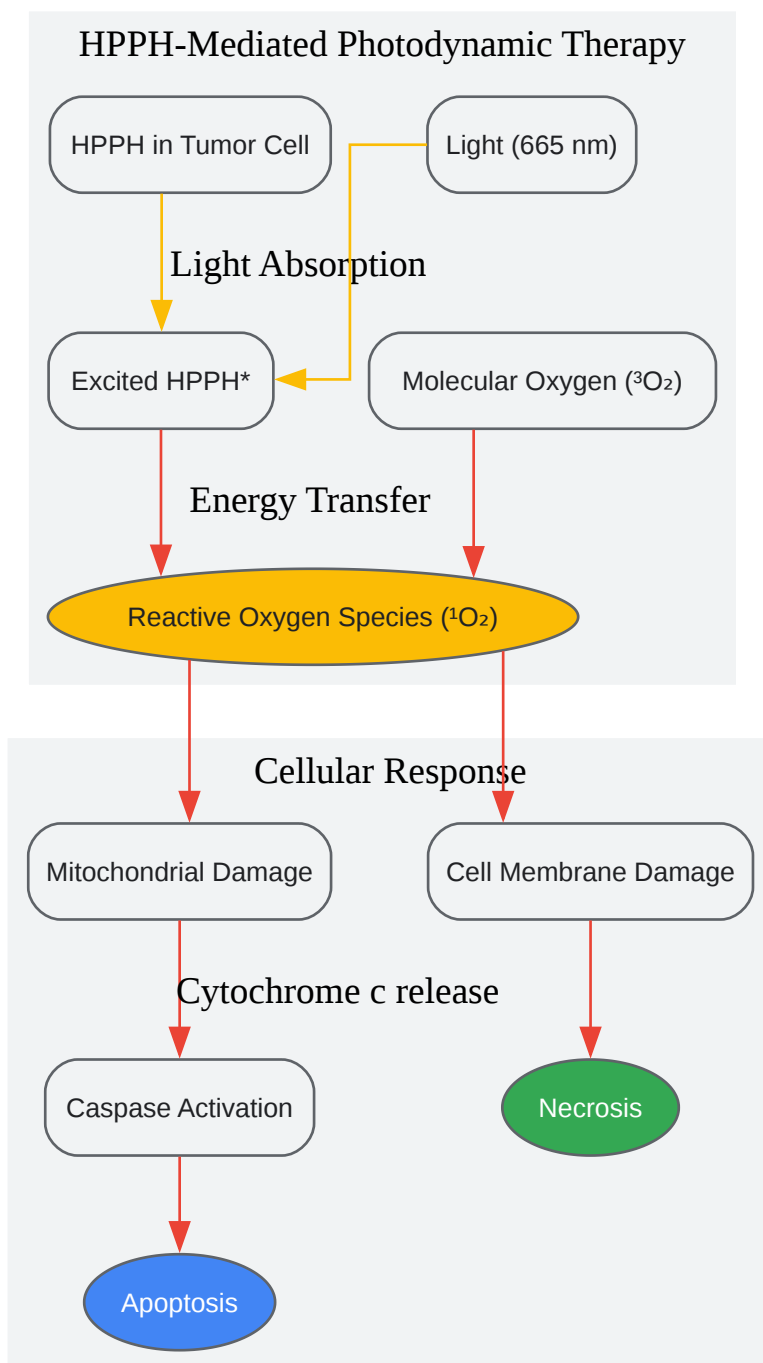 HPPH-Mediated Photodynamic Therapy
HPPH in Tumor Cell
Light (665 nm)
Light Absorption
Excited HPPH*
Molecular Oxygen (³O₂)
Energy Transfer
Reactive Oxygen Species (¹O₂)
Cellular Response
Mitochondrial Damage
Cell Membrane Damage
Cytochrome c release
Caspase Activation
Necrosis
Apoptosis